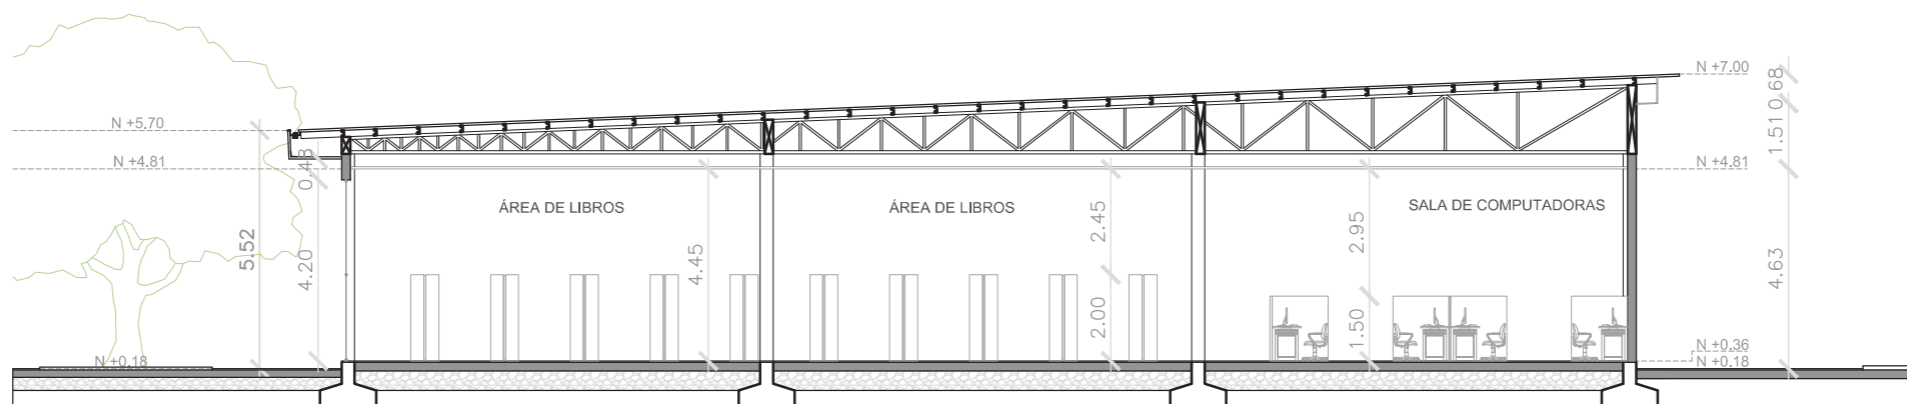 N +7.00
0.68
N +5.70
1.51
N +4.81
N +4.81
0.48
ÁREA DE LIBROS
ÁREA DE LIBROS
SALA DE COMPUTADORAS
5.52
4.20
4.45
2.45
2.95
4.63
2.00
1.50
N +0.18
N +0.36
N +0.18